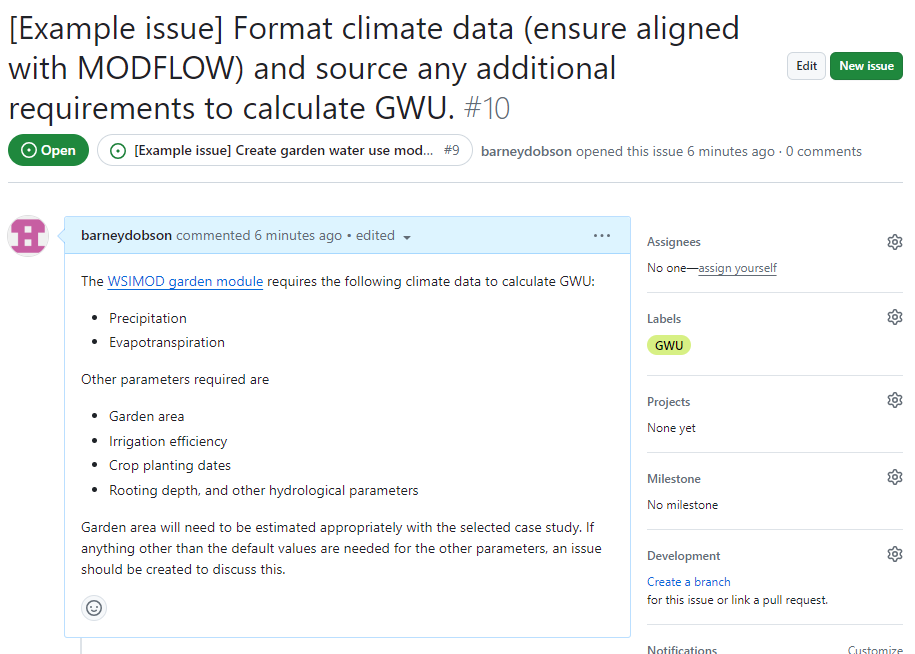 [Example issue] Format climate data (ensure aligned
with MODFLOW) and source any additional
requirements to calculate GWU. #10
Edit
New issue
Open
[Example issue] Create garden water use mod... #9
barneydobson opened this issue 6 minutes ago · 0 comments
barneydobson commented 6 minutes ago • edited
The WSIMOD garden module requires the following climate data to calculate GWU:
• Precipitation
• Evapotranspiration
Other parameters required are
• Garden area
• Irrigation efficiency
• Crop planting dates
• Rooting depth, and other hydrological parameters
Garden area will need to be estimated appropriately with the selected case study. If
anything other than the default values are needed for the other parameters, an issue
should be created to discuss this.
Assignees
No one—assign yourself
Labels
GWU
Projects
None yet
Milestone
No milestone
Development
Create a branch
for this issue or link a pull request.
Notifications
Customize